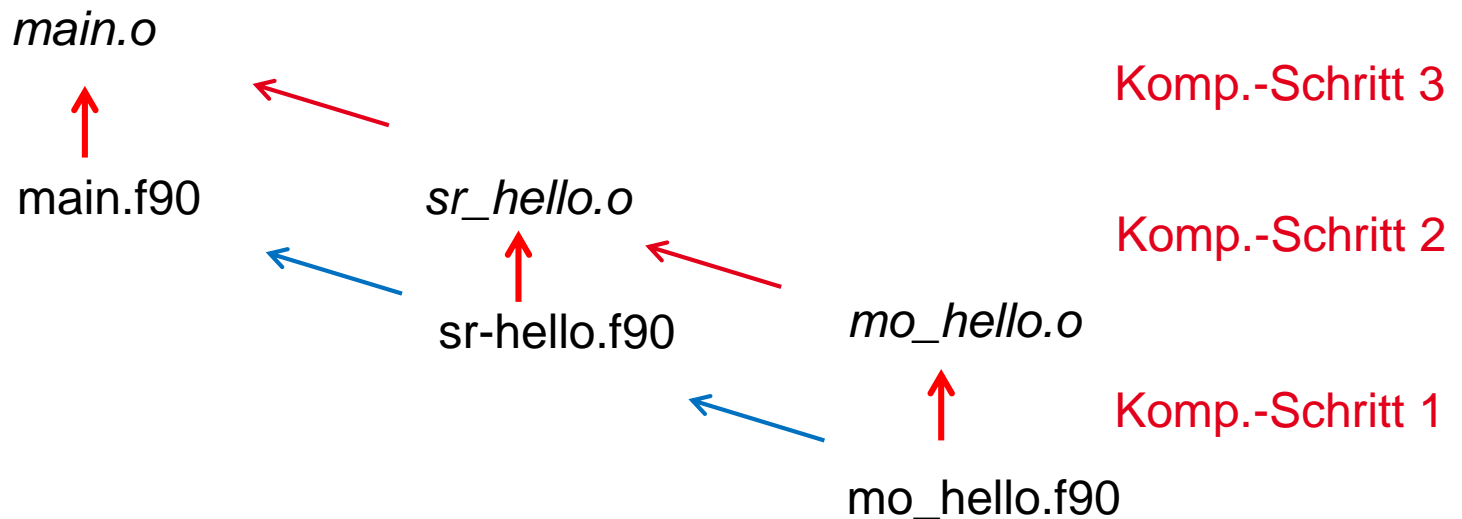 main.o
Komp.-Schritt 3
main.f90
sr_hello.o
Komp.-Schritt 2
sr-hello.f90
mo_hello.o
Komp.-Schritt 1
mo_hello.f90